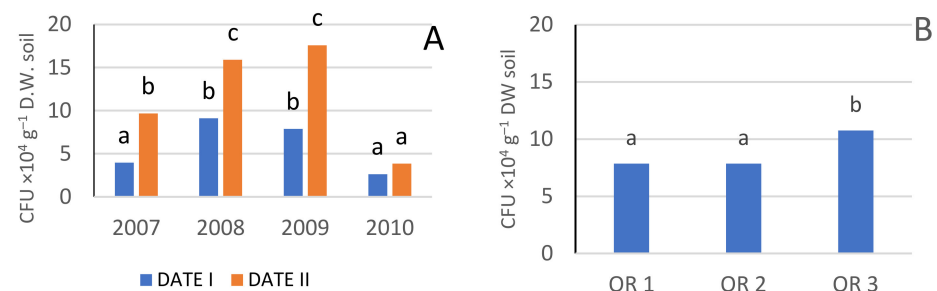 A
CFU ×10⁴ g⁻¹ D.W. soil
20
15
10
5
0
a
b
b
c
b
c
a
a
2007
2008
2009
2010
DATE I
DATE II
B
CFU ×10⁴ g⁻¹ DW soil
20
15
10
5
0
a
a
b
OR 1
OR 2
OR 3